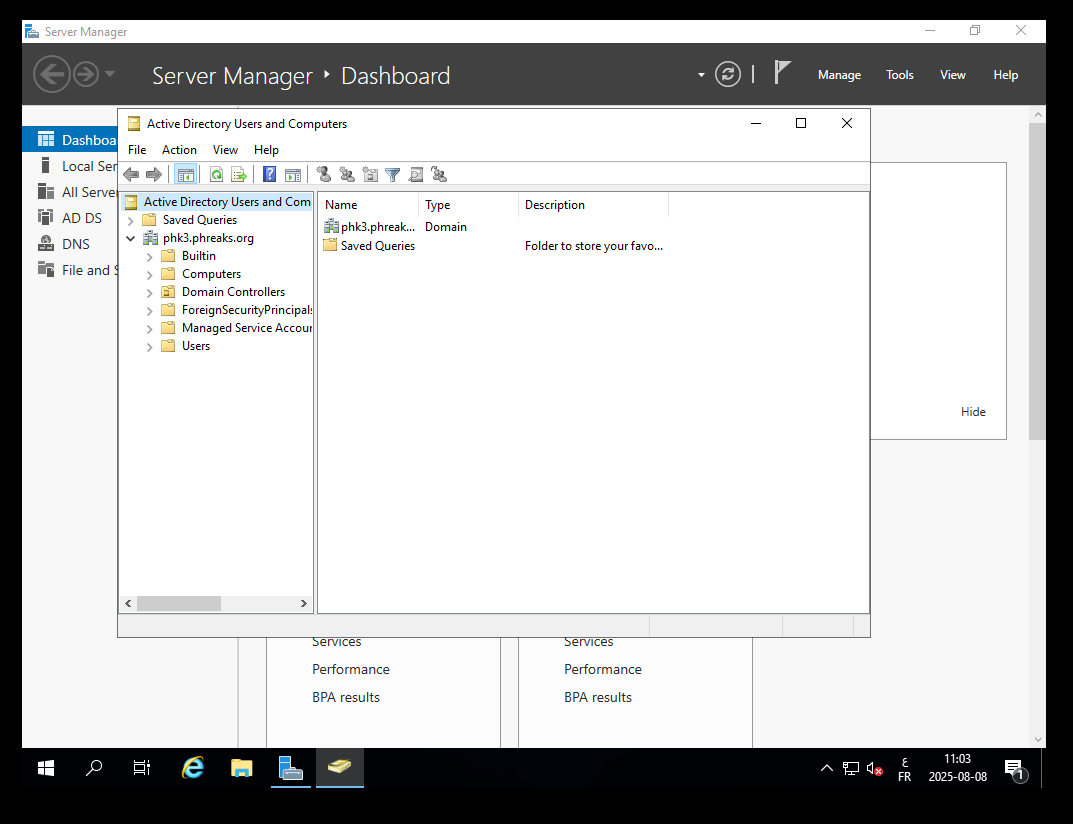 Server Manager
Server Manager Dashboard
Manage Tools View Help
Active Directory Users and Computers
File Action View Help
Dashboa
Local Ser
All Server
AD DS
DNS
File and S
Active Directory Users and Com
Saved Queries
phk3.phreaks.org
Builtin
Computers
Domain Controllers
ForeignSecurityPrincipals
Managed Service Accour
Users
Name Type Description
phk3.phreak... Domain
Saved Queries Folder to store your favo...
Hide
Services Services
Performance Performance
BPA results BPA results
ع
FR
11:03
2025-08-08
1